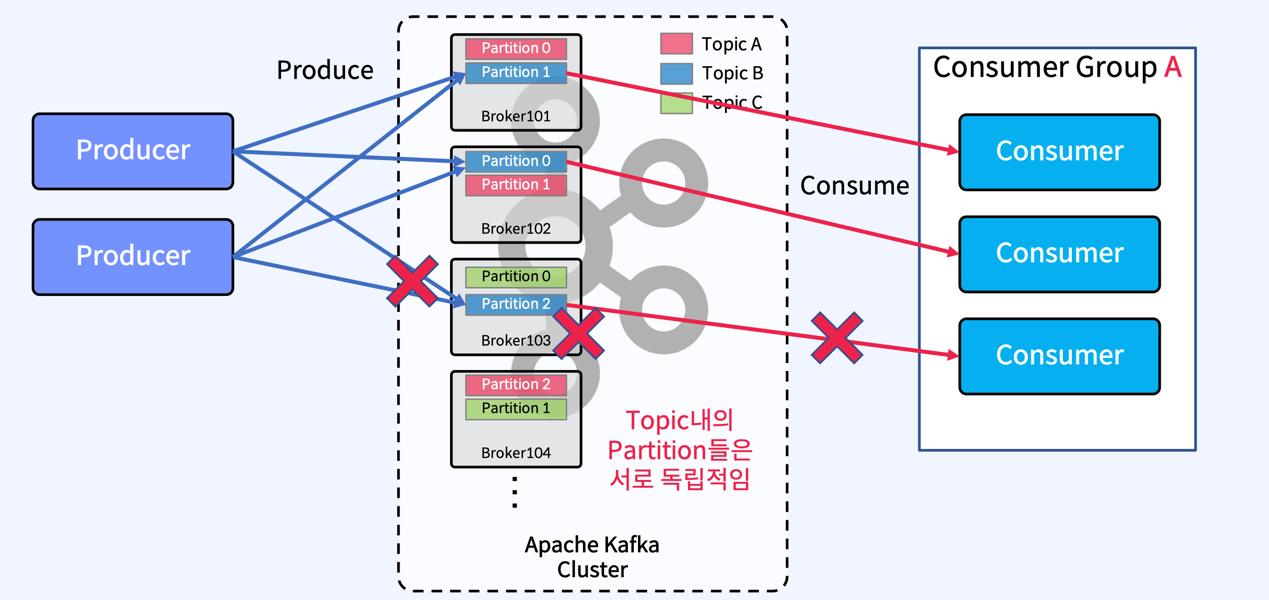 Produce
Producer
Producer
Partition 0
Partition 1
Broker101
Partition 0
Partition 1
Broker102
Partition 0
Partition 2
Broker103
Partition 2
Partition 1
Broker104
Topic A
Topic B
Topic C
Topic내의
Partition들은
서로 독립적임
Apache Kafka
Cluster
Consume
Consumer Group A
Consumer
Consumer
Consumer